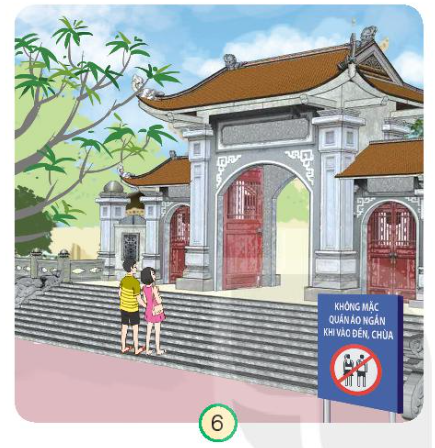 KHÔNG MẶC
QUẦN ÁO NGẮN
KHI VÀO ĐỀN, CHÙA
6